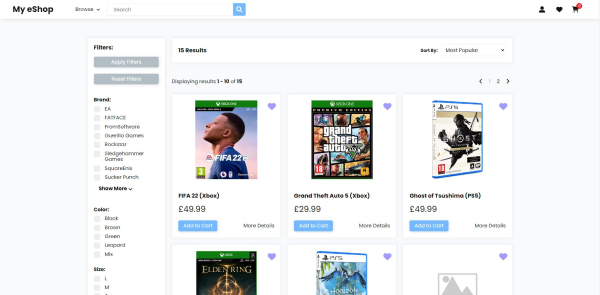 My eShop
Browse
Search
0
Filters:
Apply Filters
Reset Filters
Brand:
EA
FATFACE
FromSoftware
Guerilla Games
Rockstar
Sledgehammer
Games
SquareEnix
Sucker Punch
Show More
Color:
Black
Brown
Green
Leopard
Mix
Size:
L
M
15 Results
Sort By: Most Popular
Displaying results 1 - 10 of 15
1 2
XBOX ONE
FIFA 22
FIFA 22 (Xbox)
£49.99
Add to Cart
More Details
XBOX ONE
grand
theft
auto
18
Grand Theft Auto 5 (Xbox)
£29.99
Add to Cart
More Details
PS5
GHOST
18
Ghost of Tsushima (PS5)
£49.99
Add to Cart
More Details
XBOX
ELDEN RING
PS5
Horizon